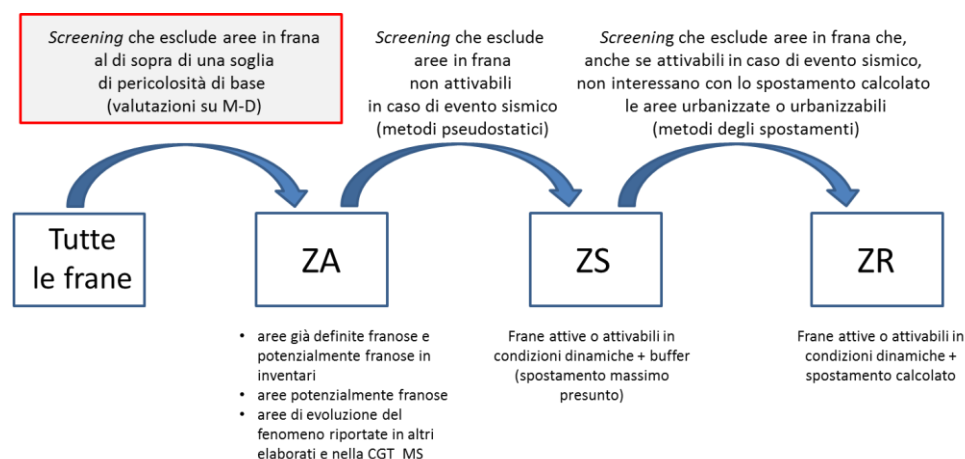 Screening che esclude aree in frana
al di sopra di una soglia
di pericolosità di base
(valutazioni su M-D)
Screening che esclude
aree in frana
non attivabili
in caso di evento sismico
(metodi pseudostatici)
Screening che esclude aree in frana che,
anche se attivabili in caso di evento sismico,
non interessano con lo spostamento calcolato
le aree urbanizzate o urbanizzabili
(metodi degli spostamenti)
Tutte
le frane
ZA
ZS
ZR
• aree già definite franose e
potenzialmente franose in
inventari
• aree potenzialmente franose
• aree di evoluzione del
fenomeno riportate in altri
elaborati e nella CGT_MS
Frane attive o attivabili in
condizioni dinamiche + buffer
(spostamento massimo
presunto)
Frane attive o attivabili in
condizioni dinamiche +
spostamento calcolato